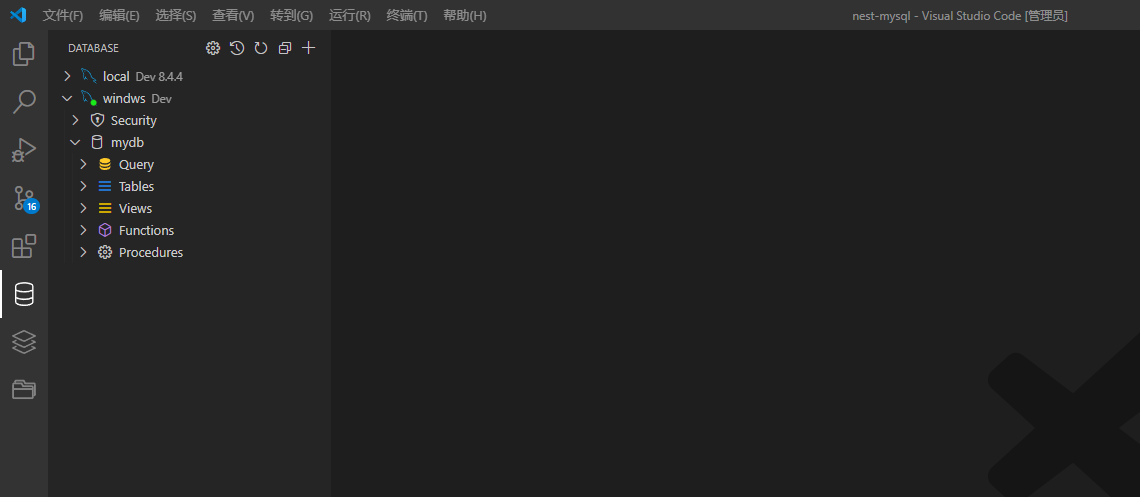 文件(F) 编辑(E) 选择(S) 查看(V) 转到(G) 运行(R) 终端(T) 帮助(H) nest-mysql - Visual Studio Code [管理员]
DATABASE
local Dev 8.4.4
windws Dev
Security
mydb
Query
Tables
Views
Functions
Procedures
16